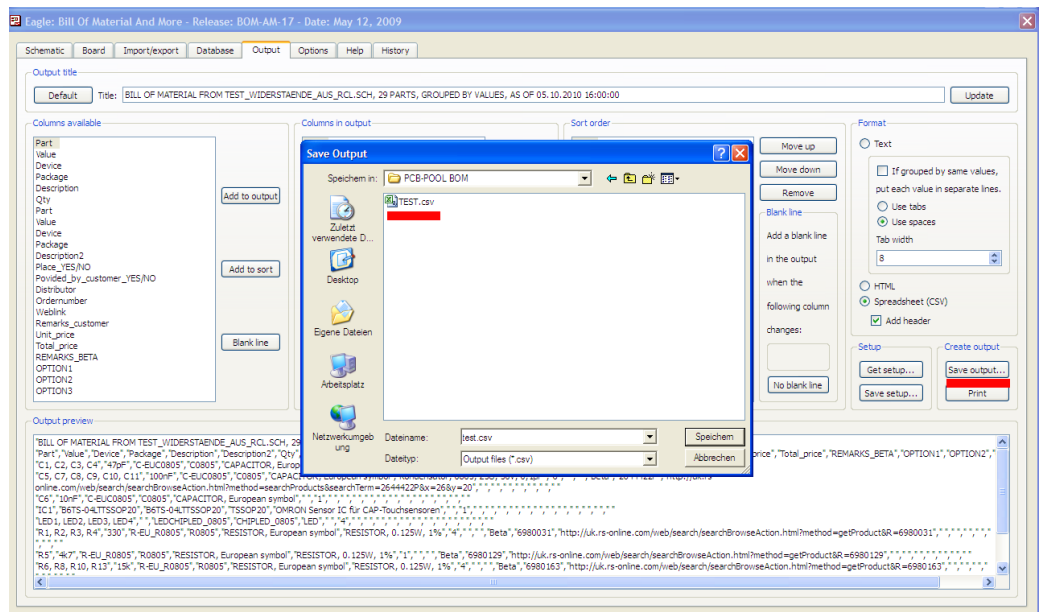 Eagle: Bill Of Material And More - Release: BOM-AM-17 - Date: May 12, 2009
Schematic Board Import/export Database Output Options Help History
Output title
Default Title: BILL OF MATERIAL FROM TEST_WIDERSTAENDE_AUS_RCL.SCH, 29 PARTS, GROUPED BY VALUES, AS OF 05.10.2010 16:00:00 Update
Columns available
Part
Value
Device
Package
Description
Qty
Part
Value
Device
Package
Description2
Place_YES/NO
Povided_by_customer_YES/NO
Distributor
Ordernumber
Weblink
Remarks_customer
Unit_price
Total_price
REMARKS_BETA
OPTION1
OPTION2
OPTION3
Add to output
Add to sort
Blank line
Columns in output
Sort order
Save Output
Speichern in: PCB-POOL BOM
Zuletzt
verwendete D...
Desktop
Eigene Dateien
Arbeitsplatz
Netzwerkumgeb
ung
TEST.csv
Dateiname: test.csv Speichern
Dateityp: Output files (*.csv) Abbrechen
Move up
Move down
Remove
Blank line
Add a blank line
in the output
when the
following column
changes:
No blank line
Format
Text
If grouped by same values,
put each value in separate lines.
Use tabs
Use spaces
Tab width
8
HTML
Spreadsheet (CSV)
Add header
Setup
Get setup...
Save setup...
Create output
Save output...
Print
Output preview
"BILL OF MATERIAL FROM TEST_WIDERSTAENDE_AUS_RCL.SCH, 29
"Part","Value","Device","Package","Description","Description2","Qty" price","Total_price","REMARKS_BETA","OPTION1","OPTION2","
"C1, C2, C3, C4","47pF","C-EUC0805","C0805","CAPACITOR, Europ
"C5, C7, C8, C9, C10, C11","100nF","C-EUC0805","C0805","CAPAC
online.com/web/search/searchBrowseAction.html?method=searchProducts&searchTerm=2644422P&x=26&y=20"
"C6","10nF","C-EUC0805","C0805","CAPACITOR, European symbol"
"IC1","B6TS-04LTTSSOP20","B6TS-04LTTSSOP20","TSSOP20","OMRON Sensor IC für CAP-Touchsensoren"
"LED1, LED2, LED3, LED4","","LEDCHIPLED_0805","CHIPLED_0805","LED"
"R1, R2, R3, R4","330","R-EU_R0805","R0805","RESISTOR, European symbol","RESISTOR, 0.125W, 1%","4","","","Beta","6980031","http://uk.rs-online.com/web/search/searchBrowseAction.html?method=getProduct&R=6980031"
"R5","4k7","R-EU_R0805","R0805","RESISTOR, European symbol","RESISTOR, 0.125W, 1%","1","","","Beta","6980129","http://uk.rs-online.com/web/search/searchBrowseAction.html?method=getProduct&R=6980129"
"R6, R8, R10, R13","15k","R-EU_R0805","R0805","RESISTOR, European symbol","RESISTOR, 0.125W, 1%","4","","","Beta","6980163","http://uk.rs-online.com/web/search/searchBrowseAction.html?method=getProduct&R=6980163"